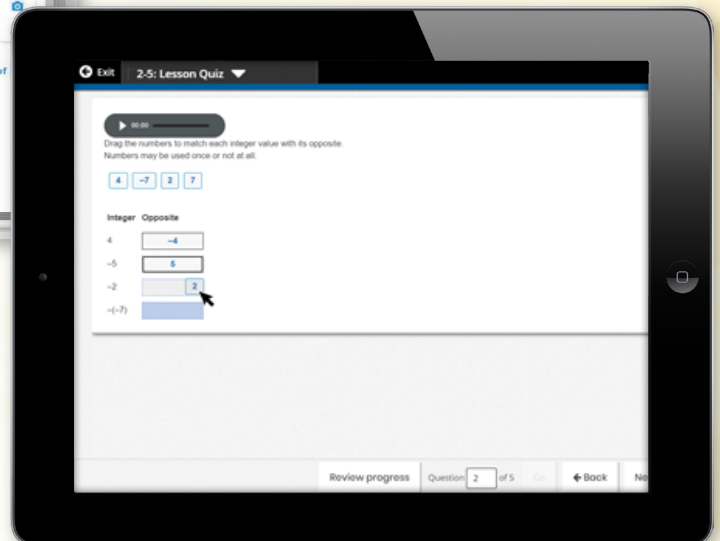 of
Exit 2-5: Lesson Quiz
00:00
Drag the numbers to match each integer value with its opposite.
Numbers may be used once or not at all.
4 -7 2 7
Integer Opposite
4 -4
-5 5
-2 2
-(-7)
Review progress Question 2 of 5 Go Back Ne